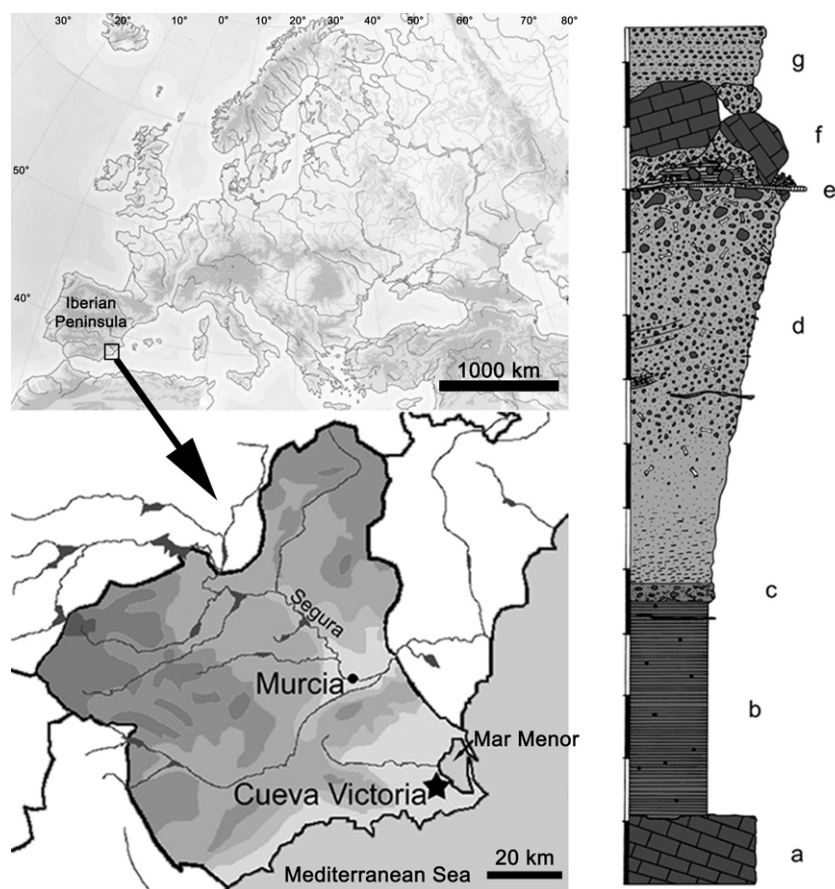 30° 20° 10° 0° 10° 20° 30° 40° 50° 60° 70° 80°
50°
40°
40°
Iberian
Peninsula
1000 km
Segura
Murcia
Mar Menor
Cueva Victoria
Mediterranean Sea
20 km
g
f
e
d
c
b
a